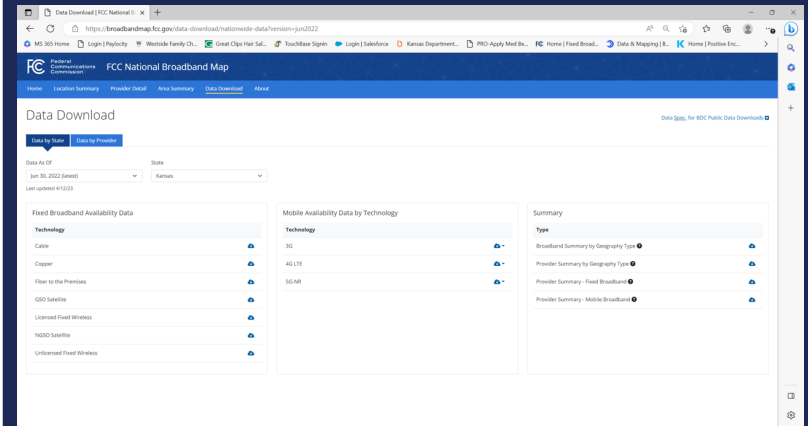 Data Download | FCC National B
https://broadbandmap.fcc.gov/data-download/nationwide-data?version=jun2022
MS 365 Home
Login | Paylocity
Westside Family Ch...
Great Clips Hair Sal...
TouchBase Signin
Login | Salesforce
Kansas Department...
PRO-Apply Med Be...
Home | Fixed Broad...
Data & Mapping | B...
Home | Positive Enc...
FCC Federal Communications Commission
FCC National Broadband Map
Home Location Summary Provider Detail Area Summary Data Download About
Data Download
Data Spec. for BDC Public Data Downloads
Data by State Data by Provider
Data As Of State
Jun 30, 2022 (latest) Kansas
Last updated 4/12/23
Fixed Broadband Availability Data
Technology
Cable
Copper
Fiber to the Premises
GSO Satellite
Licensed Fixed Wireless
NGSO Satellite
Unlicensed Fixed Wireless
Mobile Availability Data by Technology
Technology
3G
4G LTE
5G-NR
Summary
Type
Broadband Summary by Geography Type
Provider Summary by Geography Type
Provider Summary - Fixed Broadband
Provider Summary - Mobile Broadband